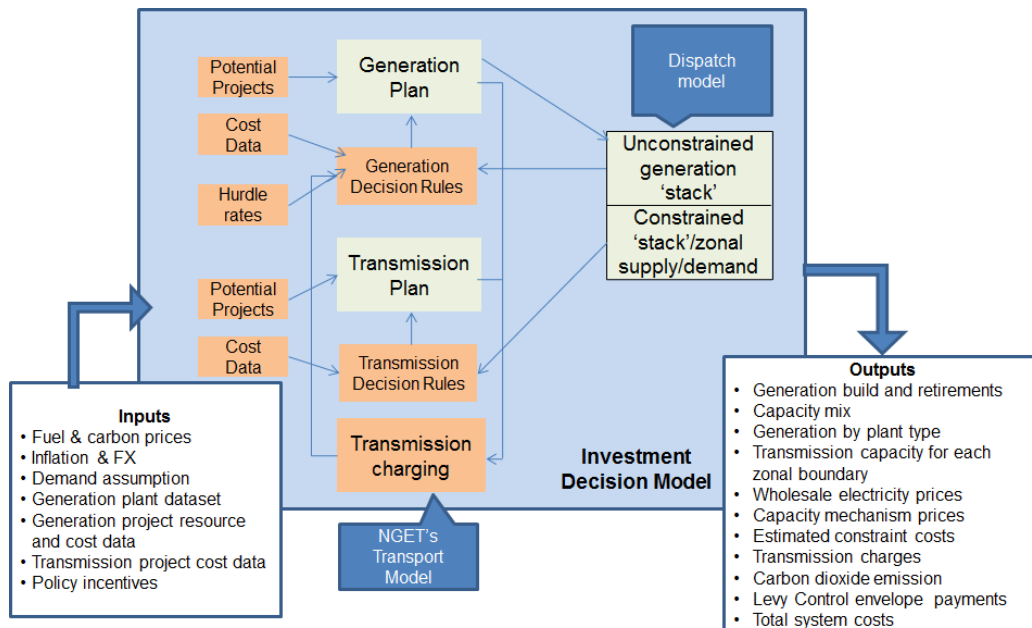 Potential
Projects
Generation
Plan
Dispatch
model
Cost
Data
Generation
Decision Rules
Unconstrained
generation
‘stack’
Hurdle
rates
Constrained
‘stack’/zonal
supply/demand
Transmission
Plan
Potential
Projects
Cost
Data
Transmission
Decision Rules
Transmission
charging
Investment
Decision Model
NGET’s
Transport
Model
Inputs
• Fuel & carbon prices
• Inflation & FX
• Demand assumption
• Generation plant dataset
• Generation project resource
and cost data
• Transmission project cost data
• Policy incentives
Outputs
• Generation build and retirements
• Capacity mix
• Generation by plant type
• Transmission capacity for each
zonal boundary
• Wholesale electricity prices
• Capacity mechanism prices
• Estimated constraint costs
• Transmission charges
• Carbon dioxide emission
• Levy Control envelope payments
• Total system costs